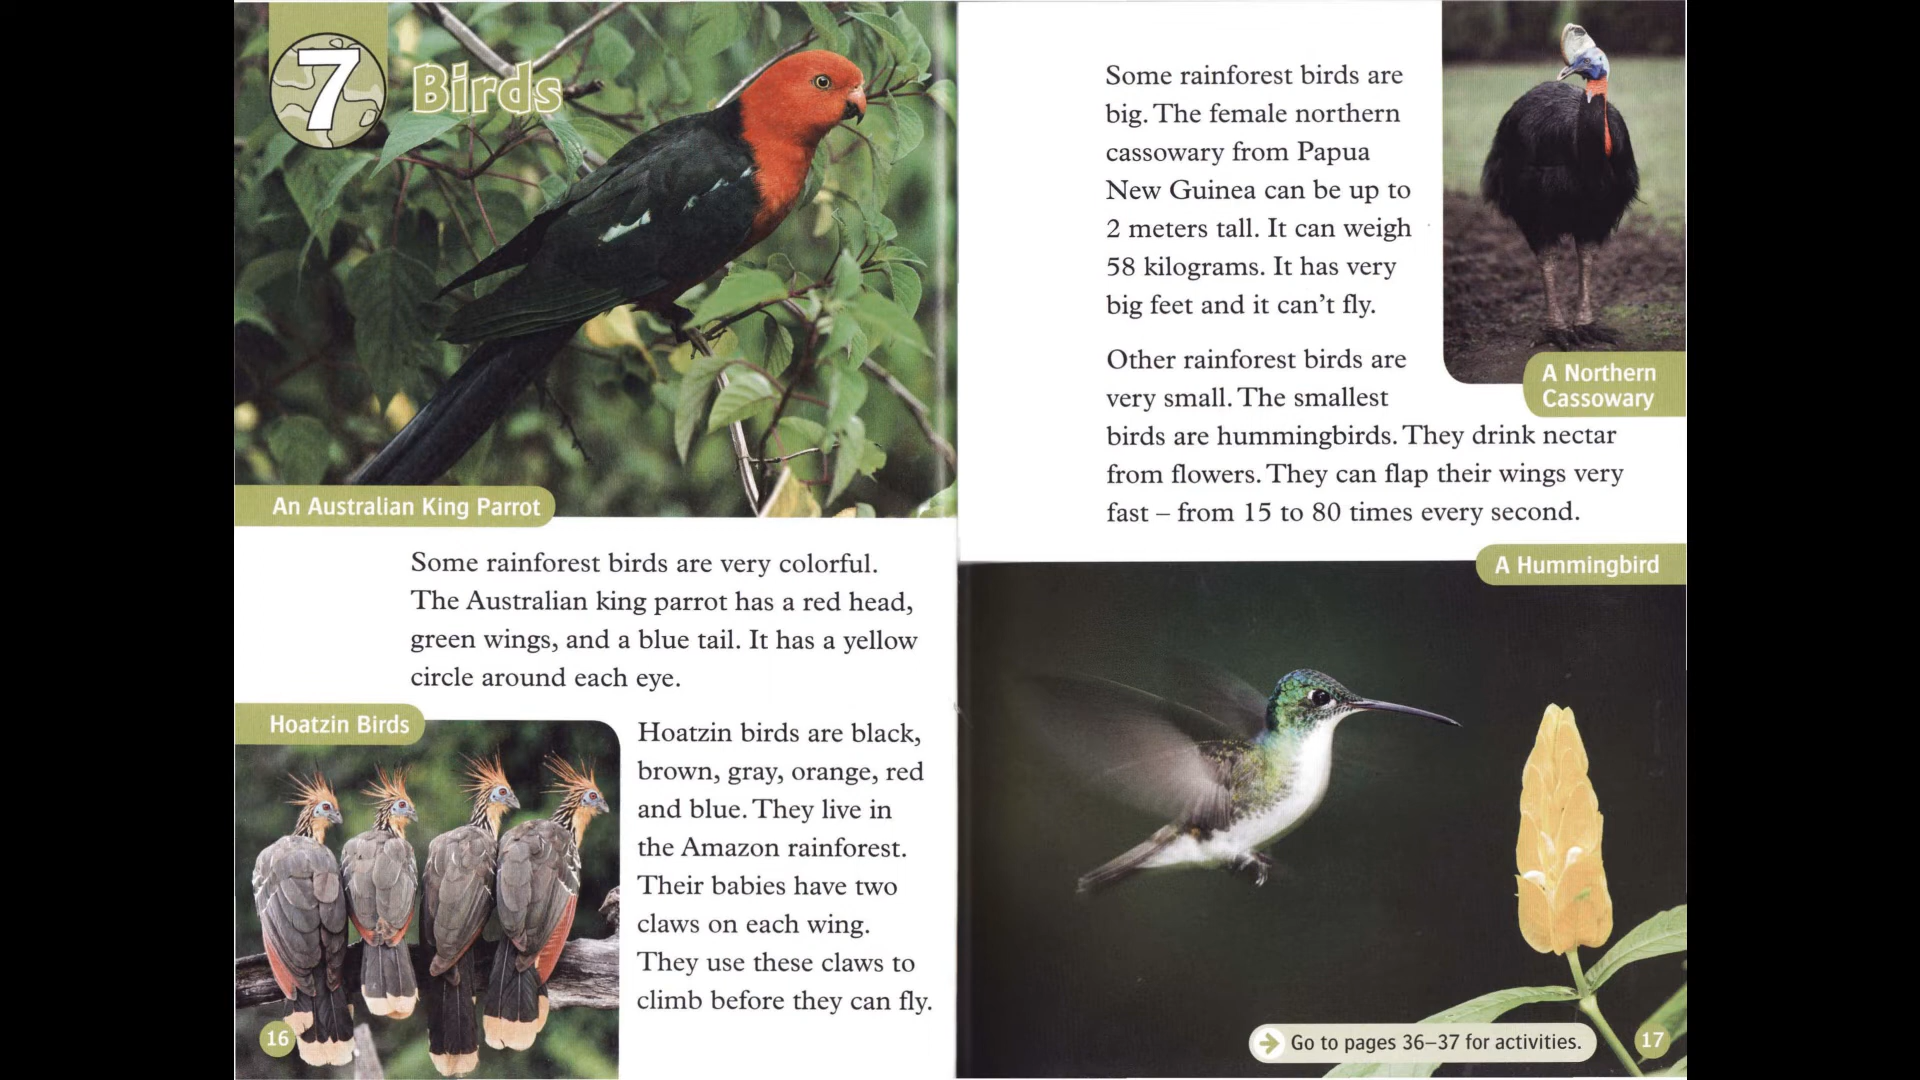 7
Birds
An Australian King Parrot
Some rainforest birds are very colorful.
The Australian king parrot has a red head,
green wings, and a blue tail. It has a yellow
circle around each eye.
Hoatzin Birds
Hoatzin birds are black,
brown, gray, orange, red
and blue. They live in
the Amazon rainforest.
Their babies have two
claws on each wing.
They use these claws to
climb before they can fly.
16
Some rainforest birds are
big. The female northern
cassowary from Papua
New Guinea can be up to
2 meters tall. It can weigh
58 kilograms. It has very
big feet and it can't fly.
A Northern
Cassowary
Other rainforest birds are
very small. The smallest
birds are hummingbirds. They drink nectar
from flowers. They can flap their wings very
fast – from 15 to 80 times every second.
A Hummingbird
Go to pages 36–37 for activities.
17